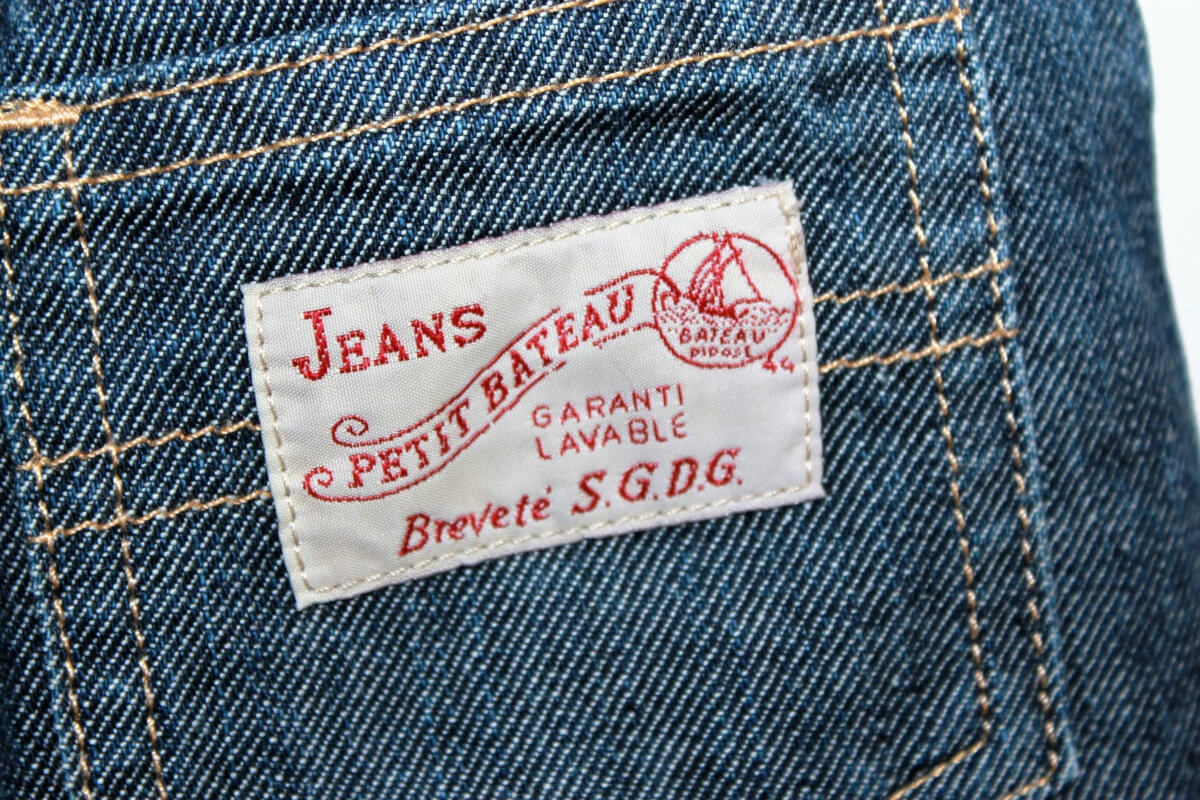 JEANS
PETIT BATEAU
BATEAU
GARANTI
LAVABLE
Breveté S.G.D.G.